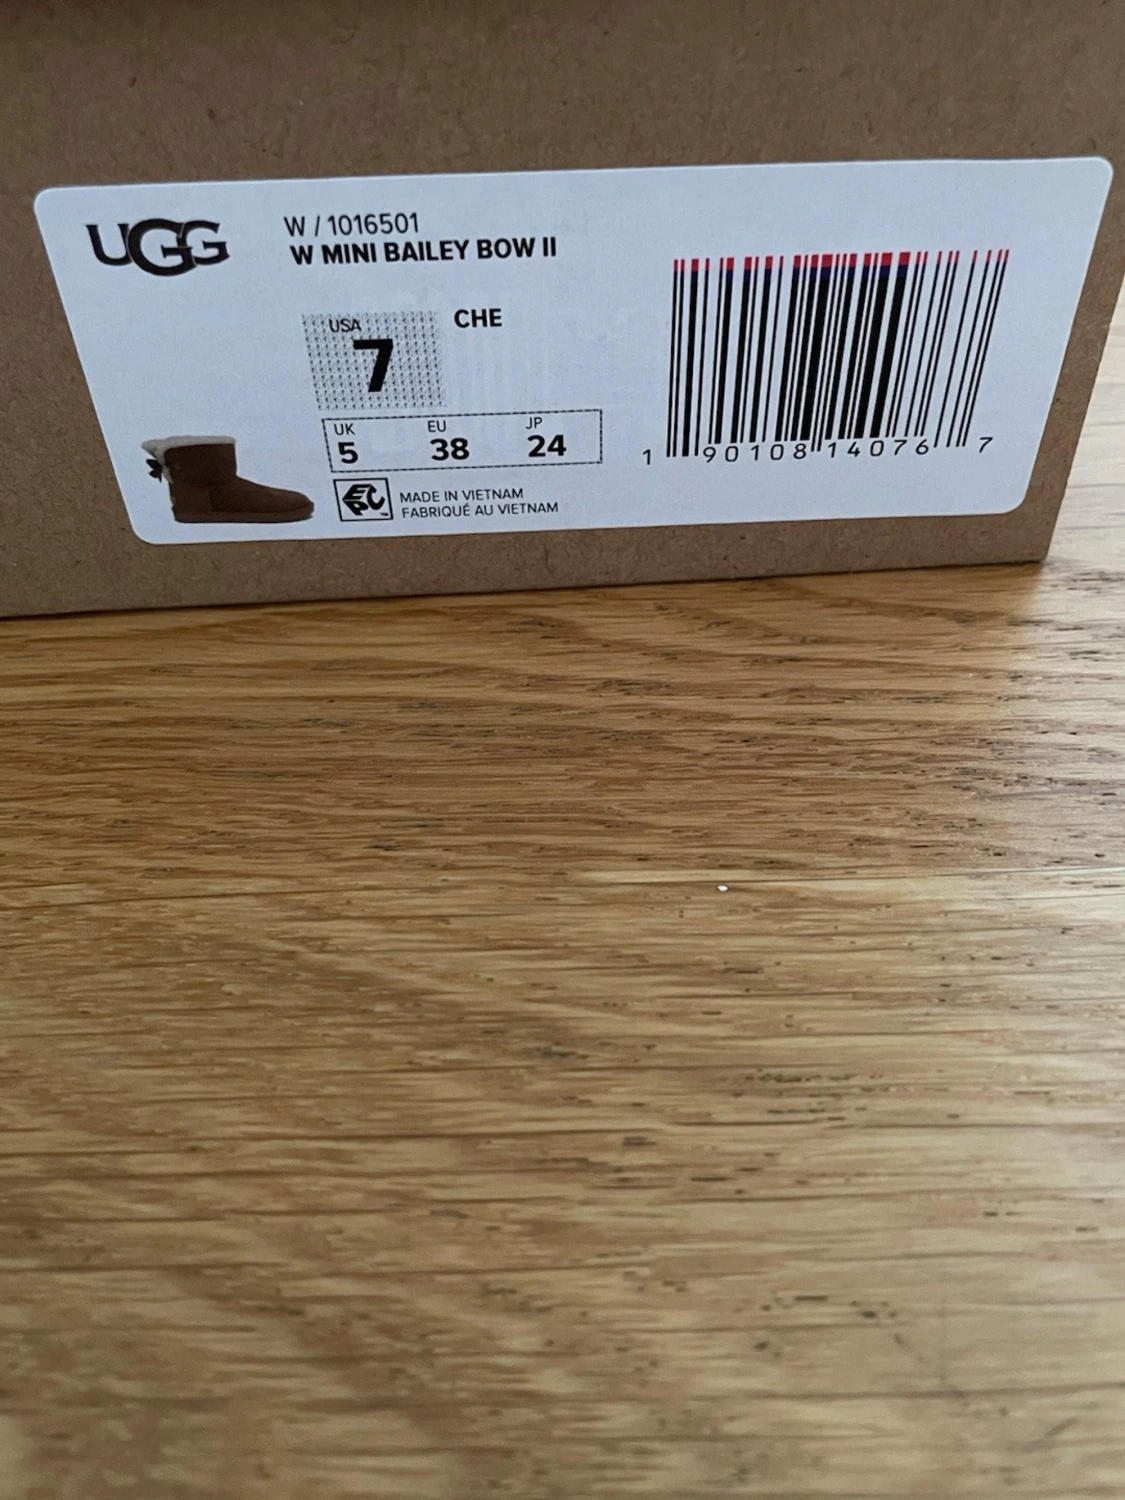 UGG
W / 1016501
W MINI BAILEY BOW II
USA
7
CHE
UK EU JP
5 38 24
EPC
MADE IN VIETNAM
FABRIQUÉ AU VIETNAM
1 90108 14076 7